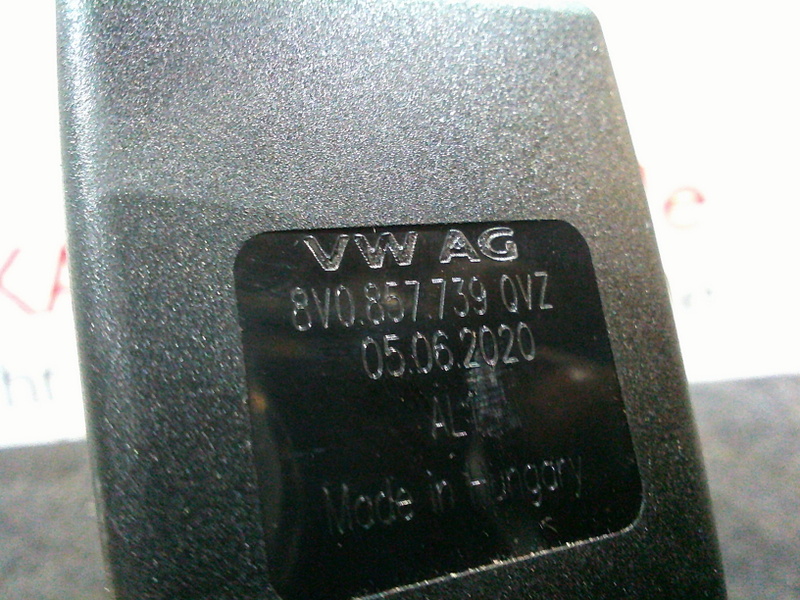 VW AG
8V0.857.739 QVZ
05.06.2020
Made in Hungary